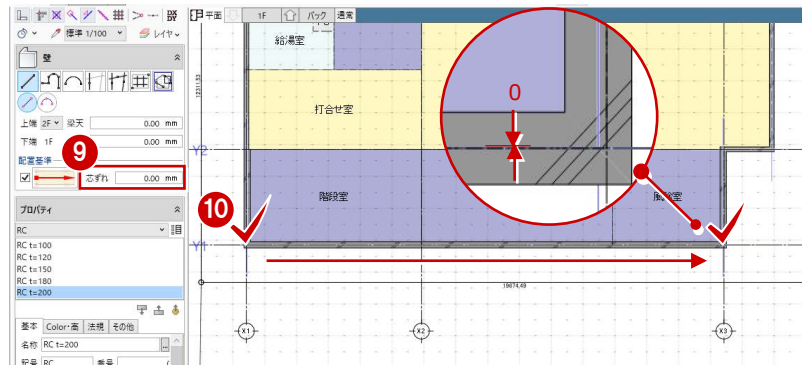 平面 1F バック 通常
標準 1/100 レイヤ
壁
上端 2F 梁天 0.00 mm
下端 1F 0.00 mm
配置基準
芯ずれ 0.00 mm
9
プロパティ
RC
RC t=100
RC t=120
RC t=150
RC t=180
RC t=200
基本 Color・高 法規 その他
名称 RC t=200 ...
記号 RC 番号
給湯室
打合せ室
階段室
風除室
0
10
Y2
Y1
19874.49
X1 X2 X3